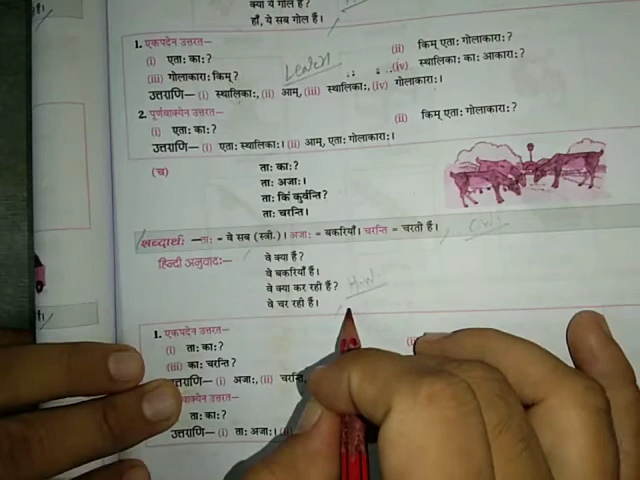 क्या ये गोल हैं?
हाँ, ये सब गोल हैं।
1. एकपदेन उत्तरत—
(i) एताः काः?
(ii) किम् एताः गोलाकाराः?
(iii) गोलाकाराः किम्?
Learn
(iv) स्थालिकाः काः आकाराः?
उत्तराणि— (i) स्थालिकाः, (ii) आम्, (iii) स्थालिकाः, (iv) गोलाकाराः।
2. पूर्णवाक्येन उत्तरत—
(i) एताः काः?
(ii) किम् एताः गोलाकाराः?
उत्तराणि— (i) एताः स्थालिकाः। (ii) आम्, एताः गोलाकाराः।
(च)
ताः काः?
ताः अजाः।
ताः किं कुर्वन्ति?
ताः चरन्ति।
शब्दार्थाः —ताः = वे सब (स्त्री.)। अजाः = बकरियाँ। चरन्ति = चरती हैं।
C.W.
हिन्दी अनुवादः—
वे क्या हैं?
वे बकरियाँ हैं।
वे क्या कर रही हैं?
H.W.
वे चर रही हैं।
1. एकपदेन उत्तरत—
(i) ताः काः?
(iii) काः चरन्ति?
उत्तराणि— (i) अजाः, (ii) चरन्ति,
उत्तरत—
ताः काः?
उत्तराणि— (i) ताः अजाः।